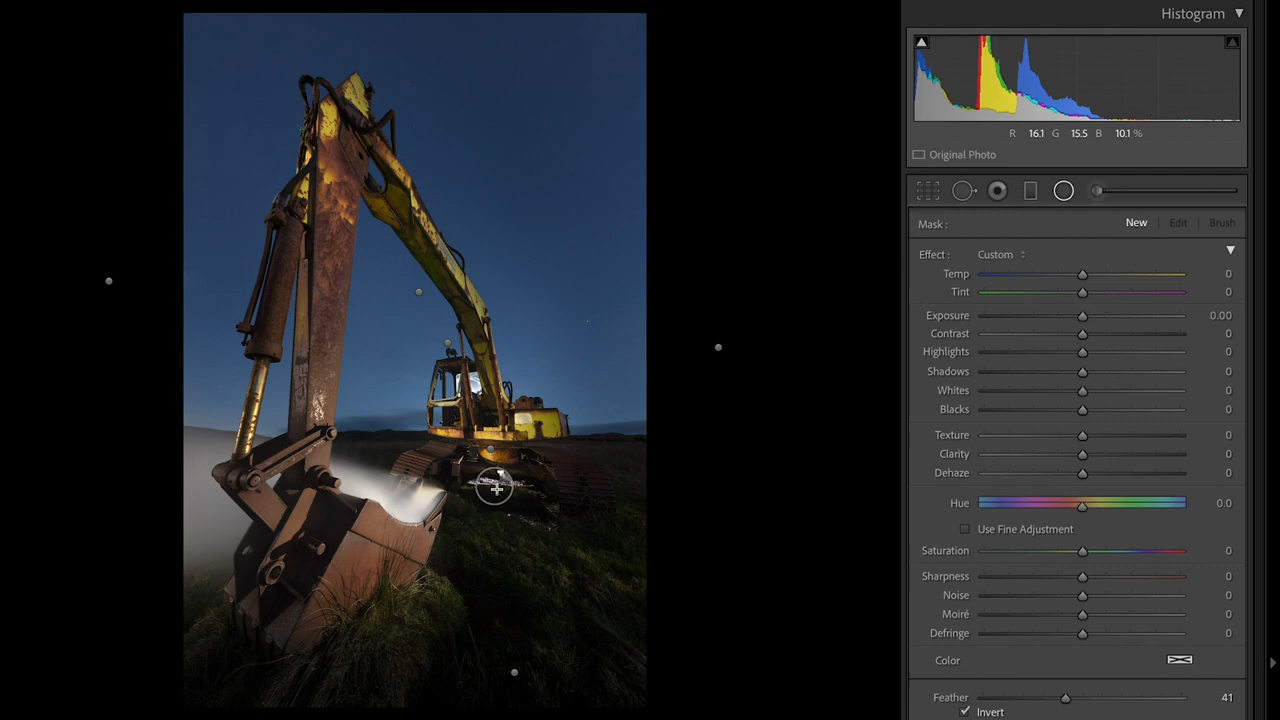 Histogram
R 16.1 G 15.5 B 10.1 %
Original Photo
Mask : New Edit Brush
Effect : Custom
Temp 0
Tint 0
Exposure 0.00
Contrast 0
Highlights 0
Shadows 0
Whites 0
Blacks 0
Texture 0
Clarity 0
Dehaze 0
Hue 0.0
Use Fine Adjustment
Saturation 0
Sharpness 0
Noise 0
Moiré 0
Defringe 0
Color
Feather 41
Invert